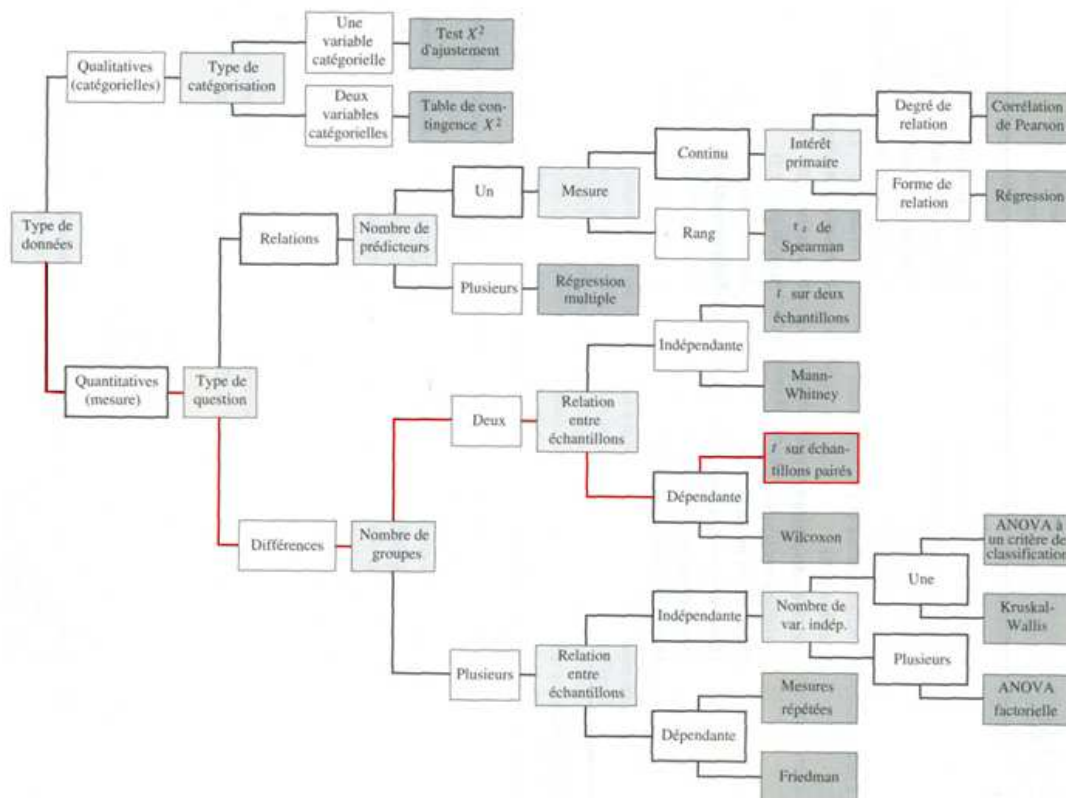 Une
variable
catégorielle
Test X²
d'ajustement
Qualitatives
(catégorielles)
Type de
catégorisation
Deux
variables
catégorielles
Table de con-
tingence X²
Degré de
relation
Corrélation
de Pearson
Continu
Intérêt
primaire
Un
Mesure
Forme de
relation
Régression
Type de
données
Relations
Nombre de
prédicteurs
Rang
r s de
Spearman
Plusieurs
Régression
multiple
t sur deux
échantillons
Indépendante
Quantitatives
(mesure)
Type de
question
Mann-
Whitney
Deux
Relation
entre
échantillons
t sur échan-
tillons pairés
Dépendante
Différences
Nombre de
groupes
Wilcoxon
ANOVA à
un critère de
classification
Une
Indépendante
Nombre de
var. indép.
Kruskal-
Wallis
Plusieurs
Relation
entre
échantillons
Plusieurs
Mesures
répétées
ANOVA
factorielle
Dépendante
Friedman